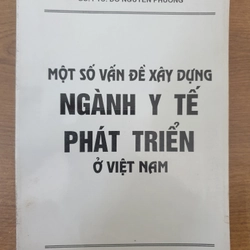 ĐỖ NGUYÊN PHƯƠNG
MỘT SỐ VẤN ĐỀ XÂY DỰNG
NGÀNH Y TẾ
PHÁT TRIỂN
Ở VIỆT NAM